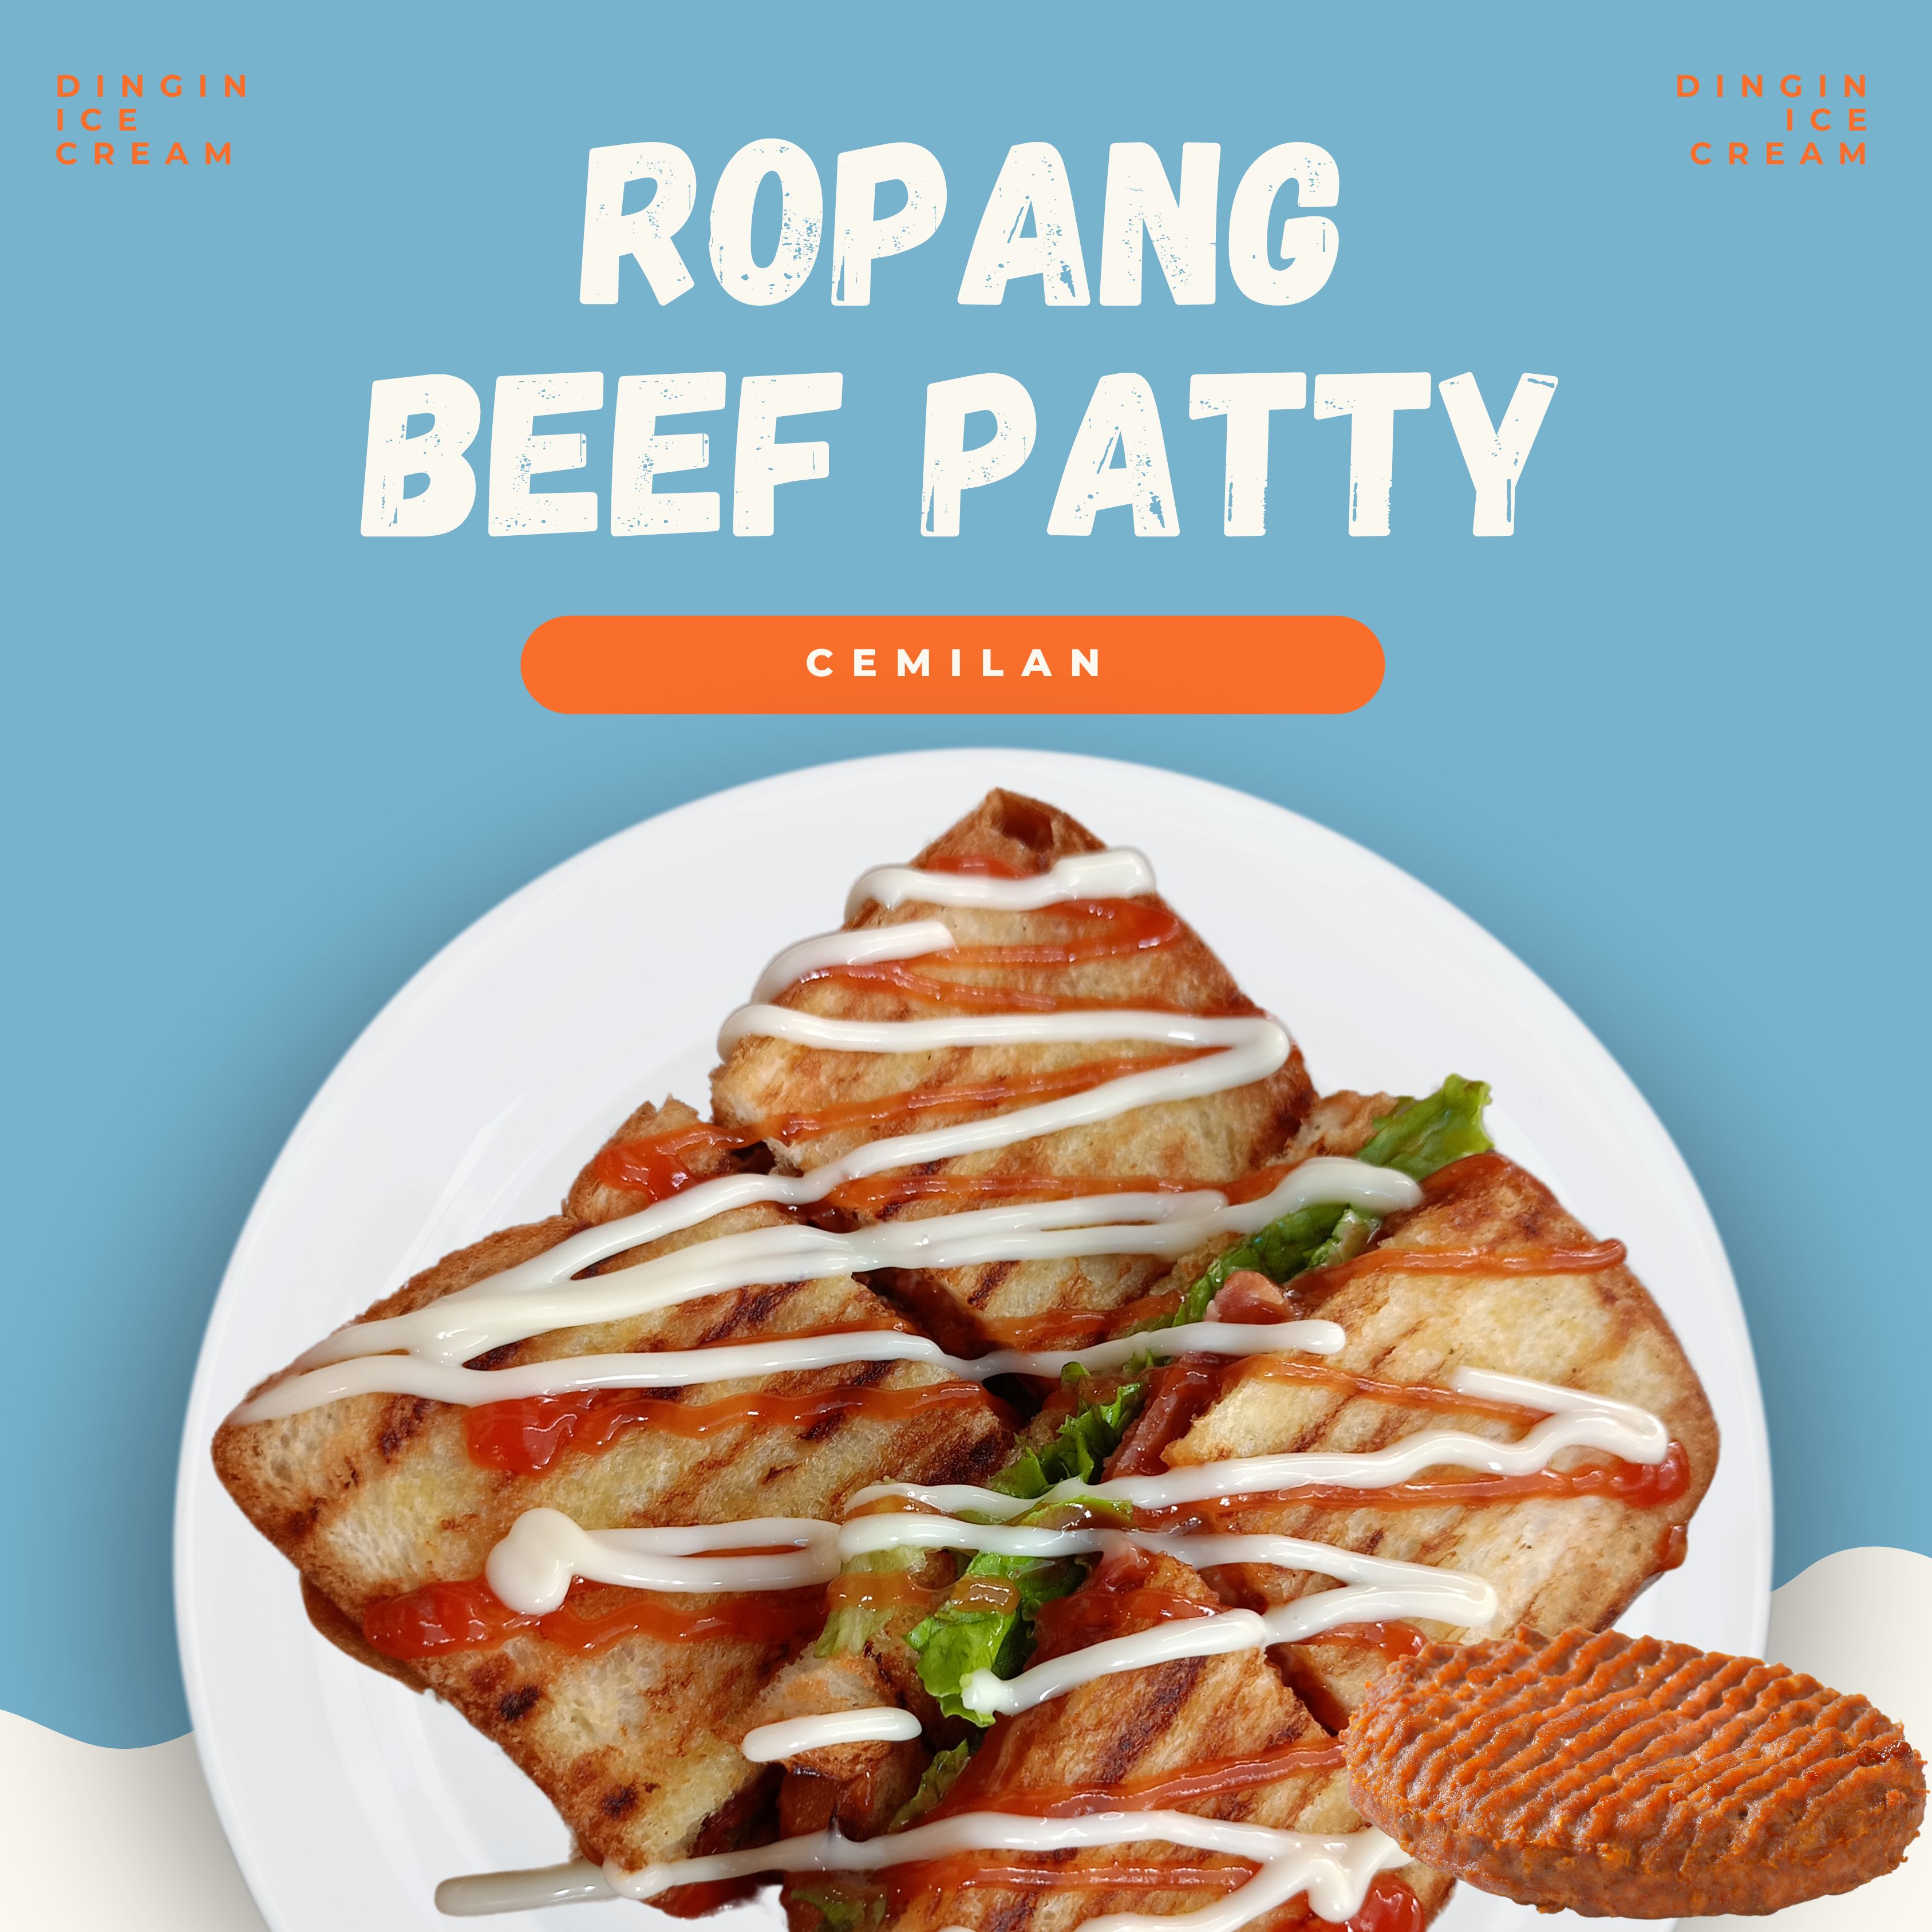 DINGIN
ICE
CREAM
DINGIN
ICE
CREAM
ROPANG
BEEF PATTY
CEMILAN